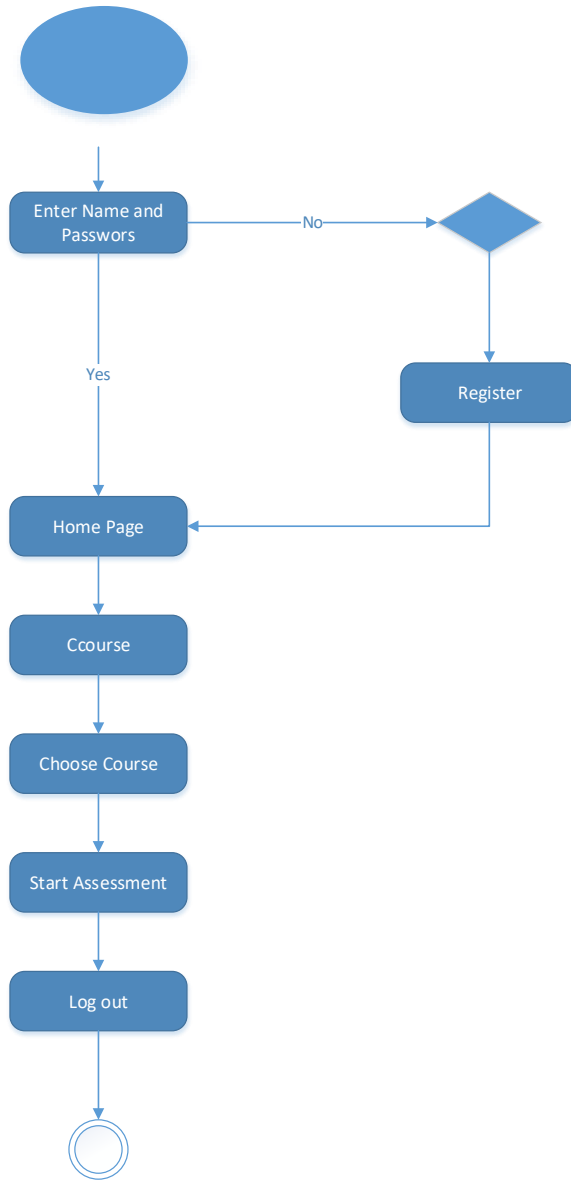 Enter Name and
Passwors
No
Yes
Register
Home Page
Ccourse
Choose Course
Start Assessment
Log out